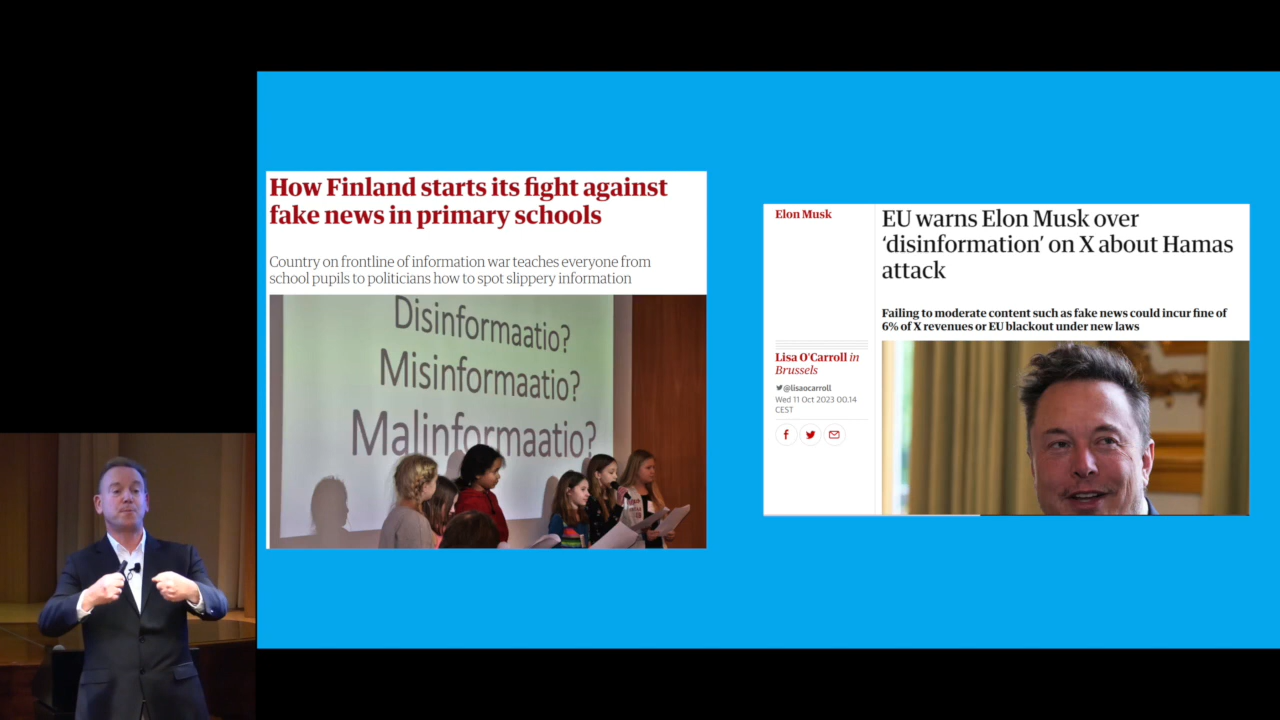 How Finland starts its fight against
fake news in primary schools
Country on frontline of information war teaches everyone from
school pupils to politicians how to spot slippery information
Disinformaatio?
Misinformaatio?
Malinformaatio?
Elon Musk
EU warns Elon Musk over
‘disinformation’ on X about Hamas
attack
Failing to moderate content such as fake news could incur fine of
6% of X revenues or EU blackout under new laws
Lisa O'Carroll in
Brussels
@lisaocarroll
Wed 11 Oct 2023 00.14
CEST